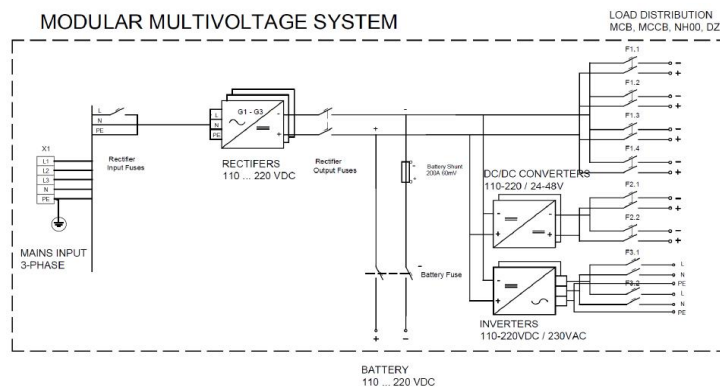 MODULAR MULTIVOLTAGE SYSTEM
LOAD DISTRIBUTION
MCB, MCCB, NH00, DZ
F1.1
-
+
F1.2
-
+
F1.3
-
+
F1.4
-
+
L
N
PE
Rectifier
Input Fuses
L
N
PE
G1 - G3
-
+
RECTIFERS
110 ... 220 VDC
Rectifier
Output Fuses
-
+
Battery Shunt
200A 60mV
X1
L1
L2
L3
N
PE
MAINS INPUT
3-PHASE
DC/DC CONVERTERS
110-220 / 24-48V
-
+
-
+
F2.1
-
+
F2.2
-
+
Battery Fuse
-
+
INVERTERS
110-220VDC / 230VAC
F3.1
L
N
PE
F3.2
L
N
PE
+
-
BATTERY
110 ... 220 VDC